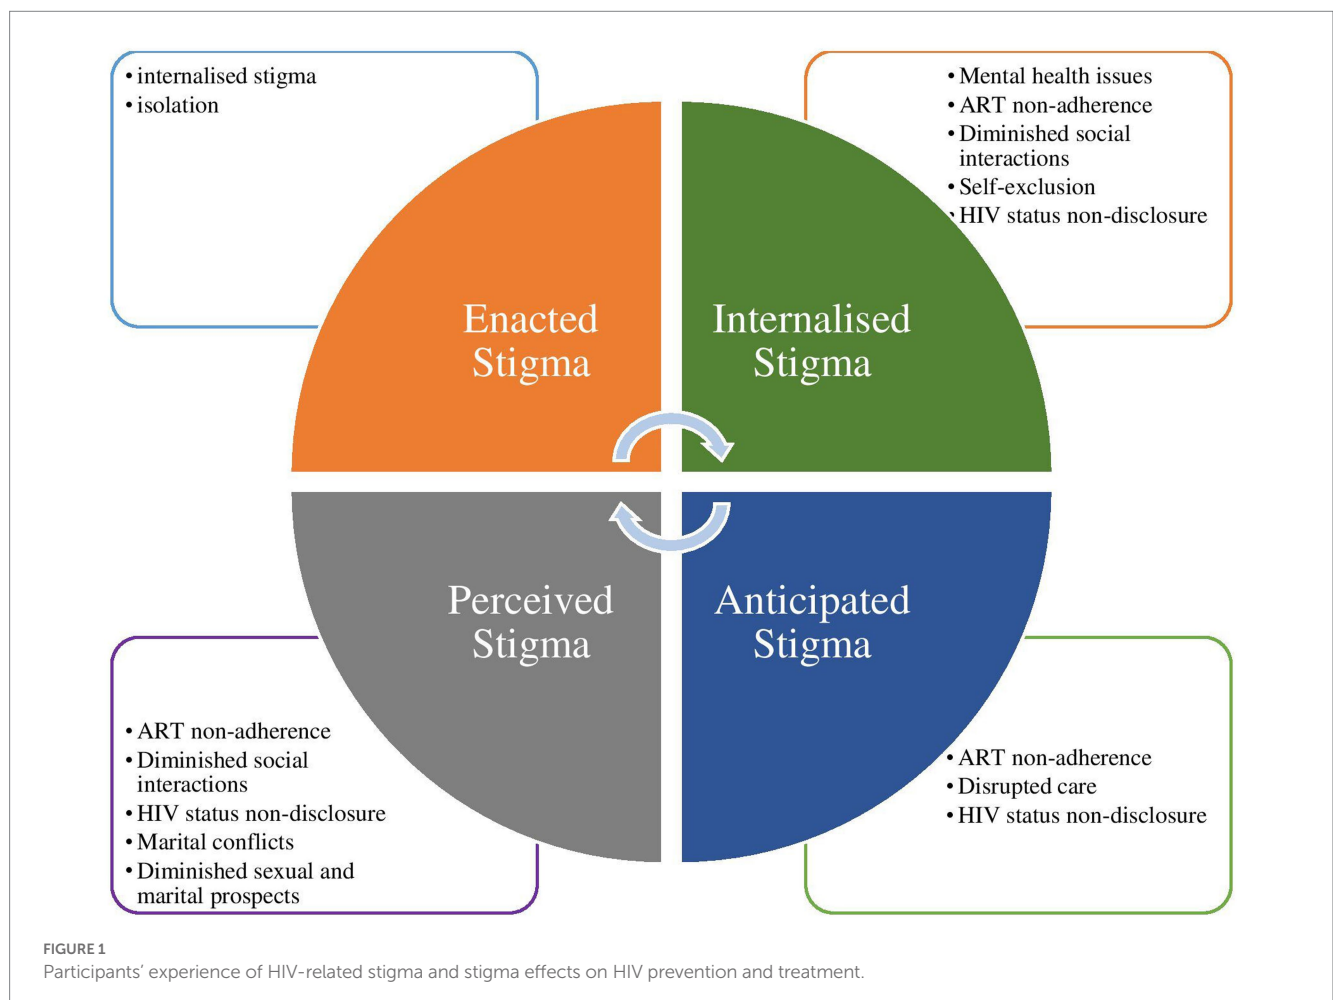 • internalised stigma
• isolation
• Mental health issues
• ART non-adherence
• Diminished social
interactions
• Self-exclusion
• HIV status non-disclosure
Enacted
Stigma
Internalised
Stigma
Perceived
Stigma
Anticipated
Stigma
• ART non-adherence
• Diminished social
interactions
• HIV status non-disclosure
• Marital conflicts
• Diminished sexual and
marital prospects
• ART non-adherence
• Disrupted care
• HIV status non-disclosure
FIGURE 1
Participants’ experience of HIV-related stigma and stigma effects on HIV prevention and treatment.